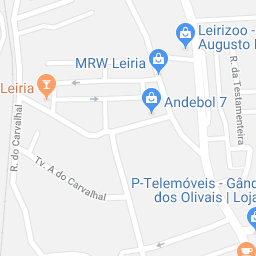 Leirizoo -
Augusto
MRW Leiria
R. da Testamenteira
Leiria
Andebol 7
R. do Carvalhal
Tv. A do Carvalhal
P-Telemóveis - Gând
dos Olivais | Loja